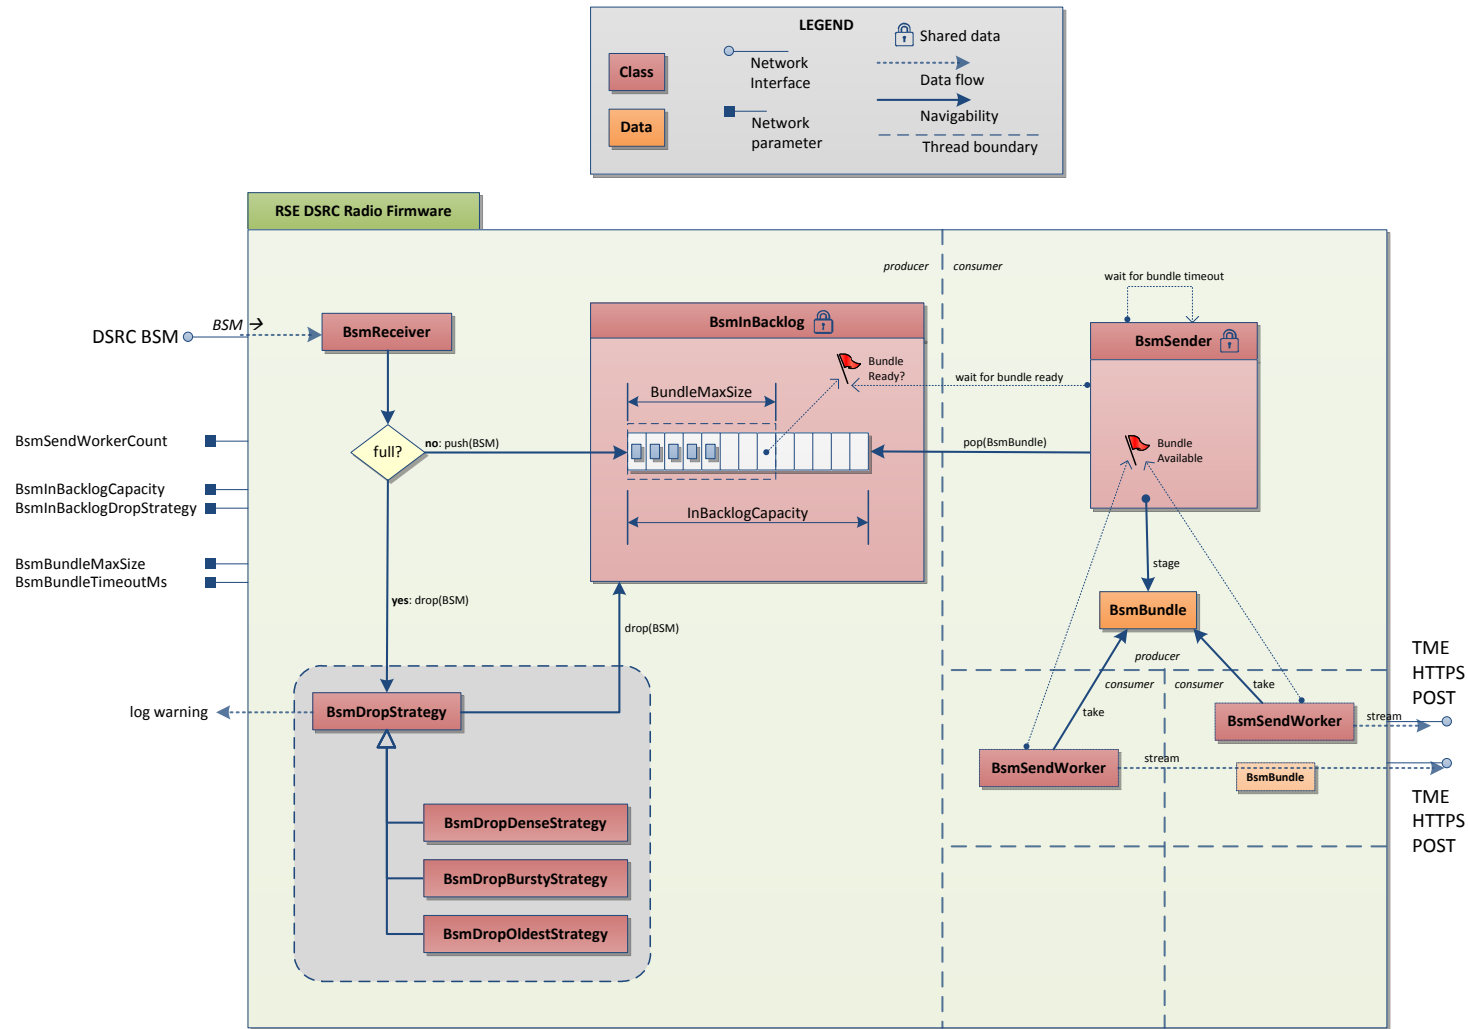 LEGEND
Class
Data
Network
Interface
Network
parameter
Shared data
Data flow
Navigability
Thread boundary
RSE DSRC Radio Firmware
producer
consumer
wait for bundle timeout
DSRC BSM
BSM →
BsmReceiver
BsmInBacklog
BsmSender
Bundle
Ready?
wait for bundle ready
BundleMaxSize
BsmSendWorkerCount
full?
no: push(BSM)
pop(BsmBundle)
Bundle
Available
BsmInBacklogCapacity
BsmInBacklogDropStrategy
InBacklogCapacity
BsmBundleMaxSize
BsmBundleTimeoutMs
stage
yes: drop(BSM)
BsmBundle
drop(BSM)
producer
consumer
consumer
TME
HTTPS
POST
log warning
BsmDropStrategy
take
take
BsmSendWorker
stream
BsmSendWorker
stream
BsmBundle
TME
HTTPS
POST
BsmDropDenseStrategy
BsmDropBurstyStrategy
BsmDropOldestStrategy